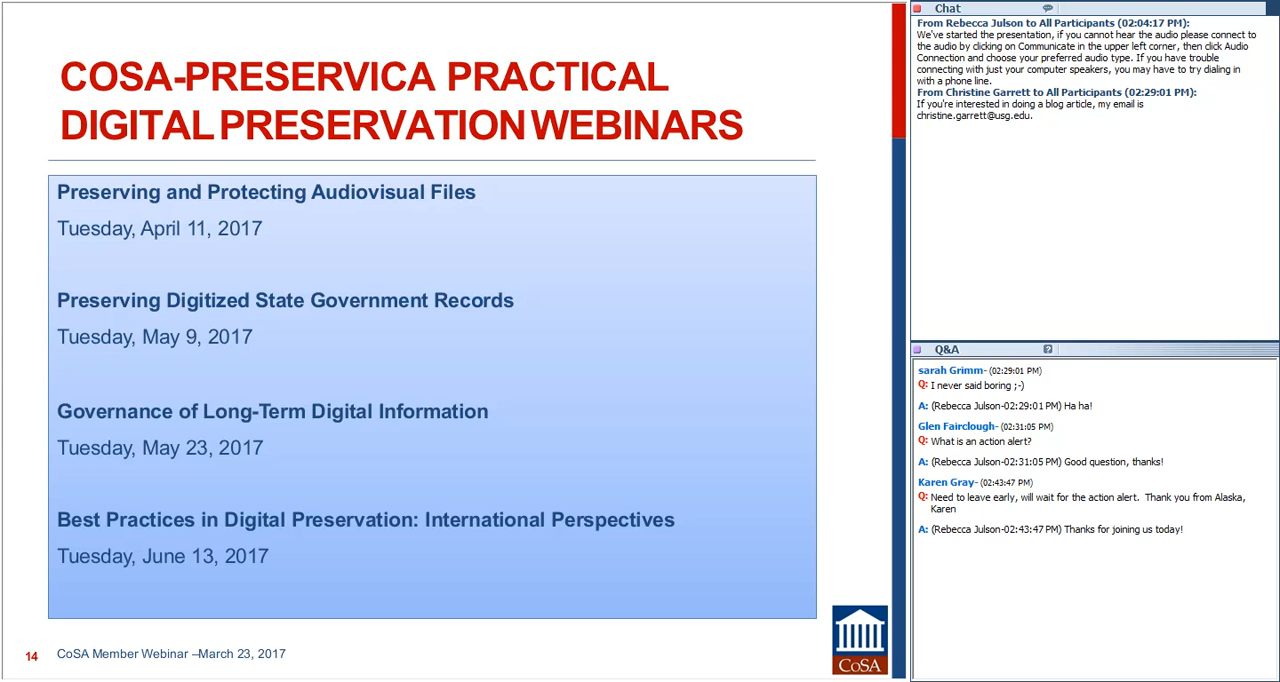 COSA-PRESERVICA PRACTICAL
DIGITAL PRESERVATION WEBINARS
Preserving and Protecting Audiovisual Files
Tuesday, April 11, 2017
Preserving Digitized State Government Records
Tuesday, May 9, 2017
Governance of Long-Term Digital Information
Tuesday, May 23, 2017
Best Practices in Digital Preservation: International Perspectives
Tuesday, June 13, 2017
14
CoSA Member Webinar –March 23, 2017
CoSA
Chat
From Rebecca Julson to All Participants (02:04:17 PM):
We've started the presentation, if you cannot hear the audio please connect to
the audio by clicking on Communicate in the upper left corner, then click Audio
Connection and choose your preferred audio type. If you have trouble
connecting with just your computer speakers, you may have to try dialing in
with a phone line.
From Christine Garrett to All Participants (02:29:01 PM):
If you're interested in doing a blog article, my email is
christine.garrett@usg.edu.
Q&A
sarah Grimm- (02:29:01 PM)
Q: I never said boring ;-)
A: (Rebecca Julson-02:29:01 PM) Ha ha!
Glen Fairclough- (02:31:05 PM)
Q: What is an action alert?
A: (Rebecca Julson-02:31:05 PM) Good question, thanks!
Karen Gray- (02:43:47 PM)
Q: Need to leave early, will wait for the action alert.  Thank you from Alaska,
Karen
A: (Rebecca Julson-02:43:47 PM) Thanks for joining us today!